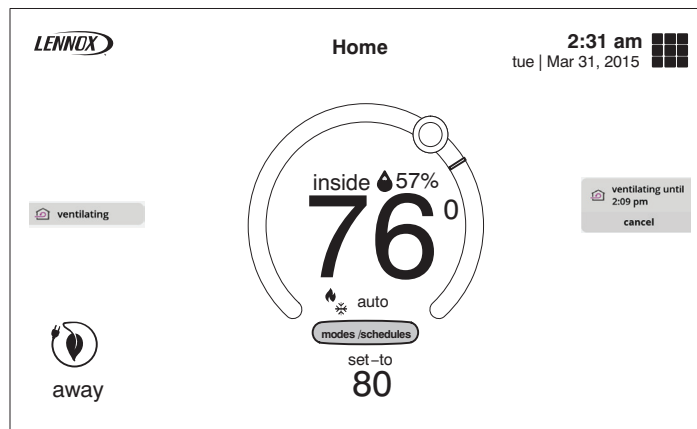 LENNOX
Home
2:31 am
tue | Mar 31, 2015
inside 57%
76°
auto
modes /schedules
set-to
80
ventilating
ventilating until
2:09 pm
cancel
away